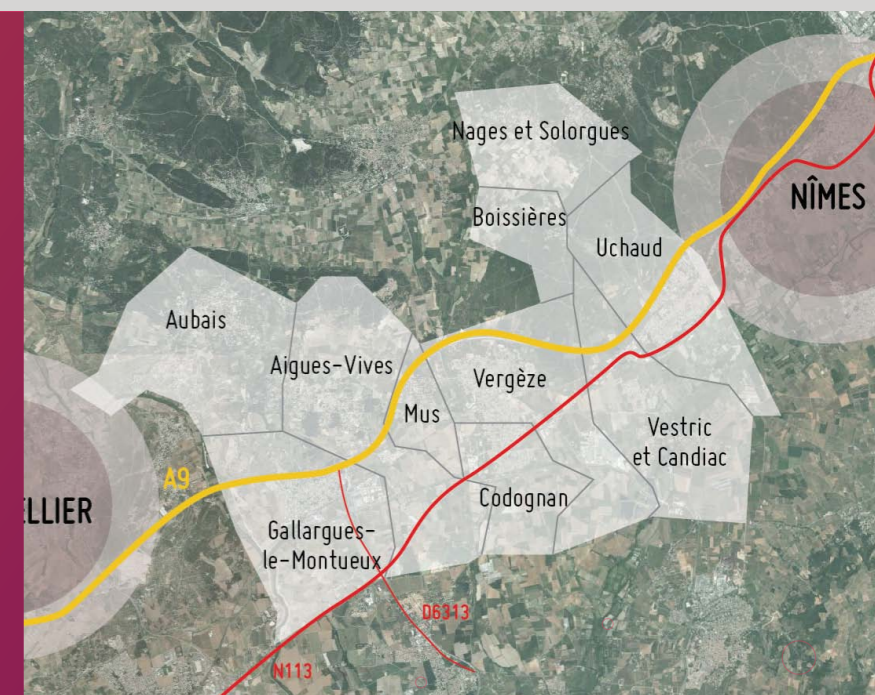 Nages et Solorgues
Boissières
NÎMES
Uchaud
Aubais
Aigues-Vives
Vergèze
Mus
Vestric
et Candiac
A9
Codognan
ELLIER
Gallargues-
le-Montueux
D6313
N113